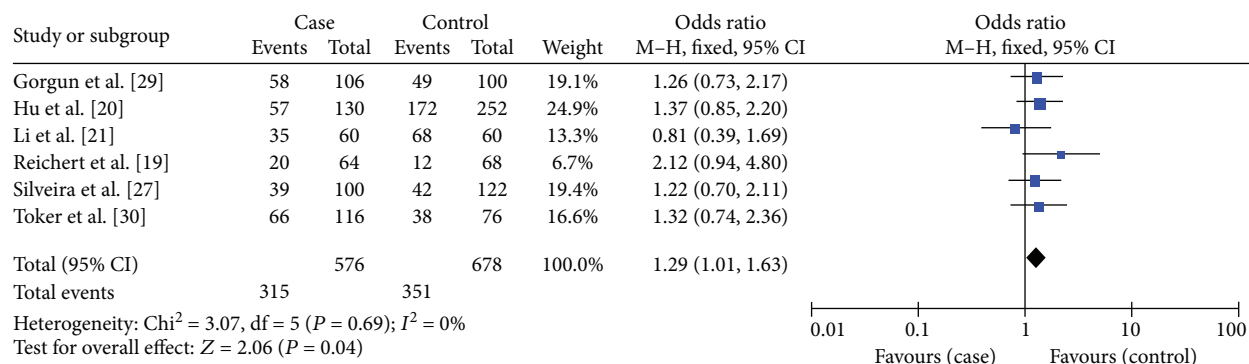 Study or subgroup Case Control Weight Odds ratio Odds ratio
Events Total Events Total M–H, fixed, 95% CI M–H, fixed, 95% CI
Gorgun et al. [29] 58 106 49 100 19.1% 1.26 (0.73, 2.17)
Hu et al. [20] 57 130 172 252 24.9% 1.37 (0.85, 2.20)
Li et al. [21] 35 60 68 60 13.3% 0.81 (0.39, 1.69)
Reichert et al. [19] 20 64 12 68 6.7% 2.12 (0.94, 4.80)
Silveira et al. [27] 39 100 42 122 19.4% 1.22 (0.70, 2.11)
Toker et al. [30] 66 116 38 76 16.6% 1.32 (0.74, 2.36)
Total (95% CI) 576 678 100.0% 1.29 (1.01, 1.63)
Total events 315 351
Heterogeneity: Chi² = 3.07, df = 5 (P = 0.69); I² = 0%
Test for overall effect: Z = 2.06 (P = 0.04)
0.01 0.1 1 10 100
Favours (case) Favours (control)